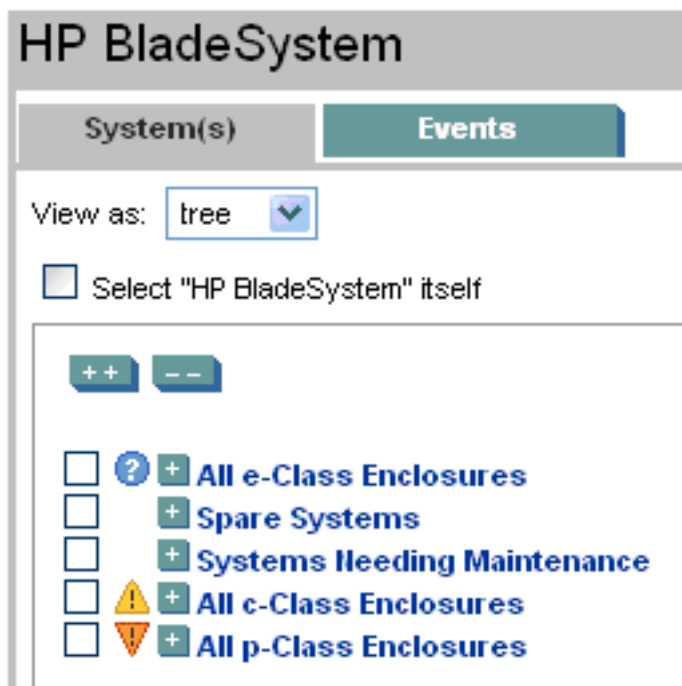 HP BladeSystem
System(s) Events
View as: tree
Select "HP BladeSystem" itself
++ --
? + All e-Class Enclosures
+ Spare Systems
+ Systems Needing Maintenance
! + All c-Class Enclosures
! + All p-Class Enclosures